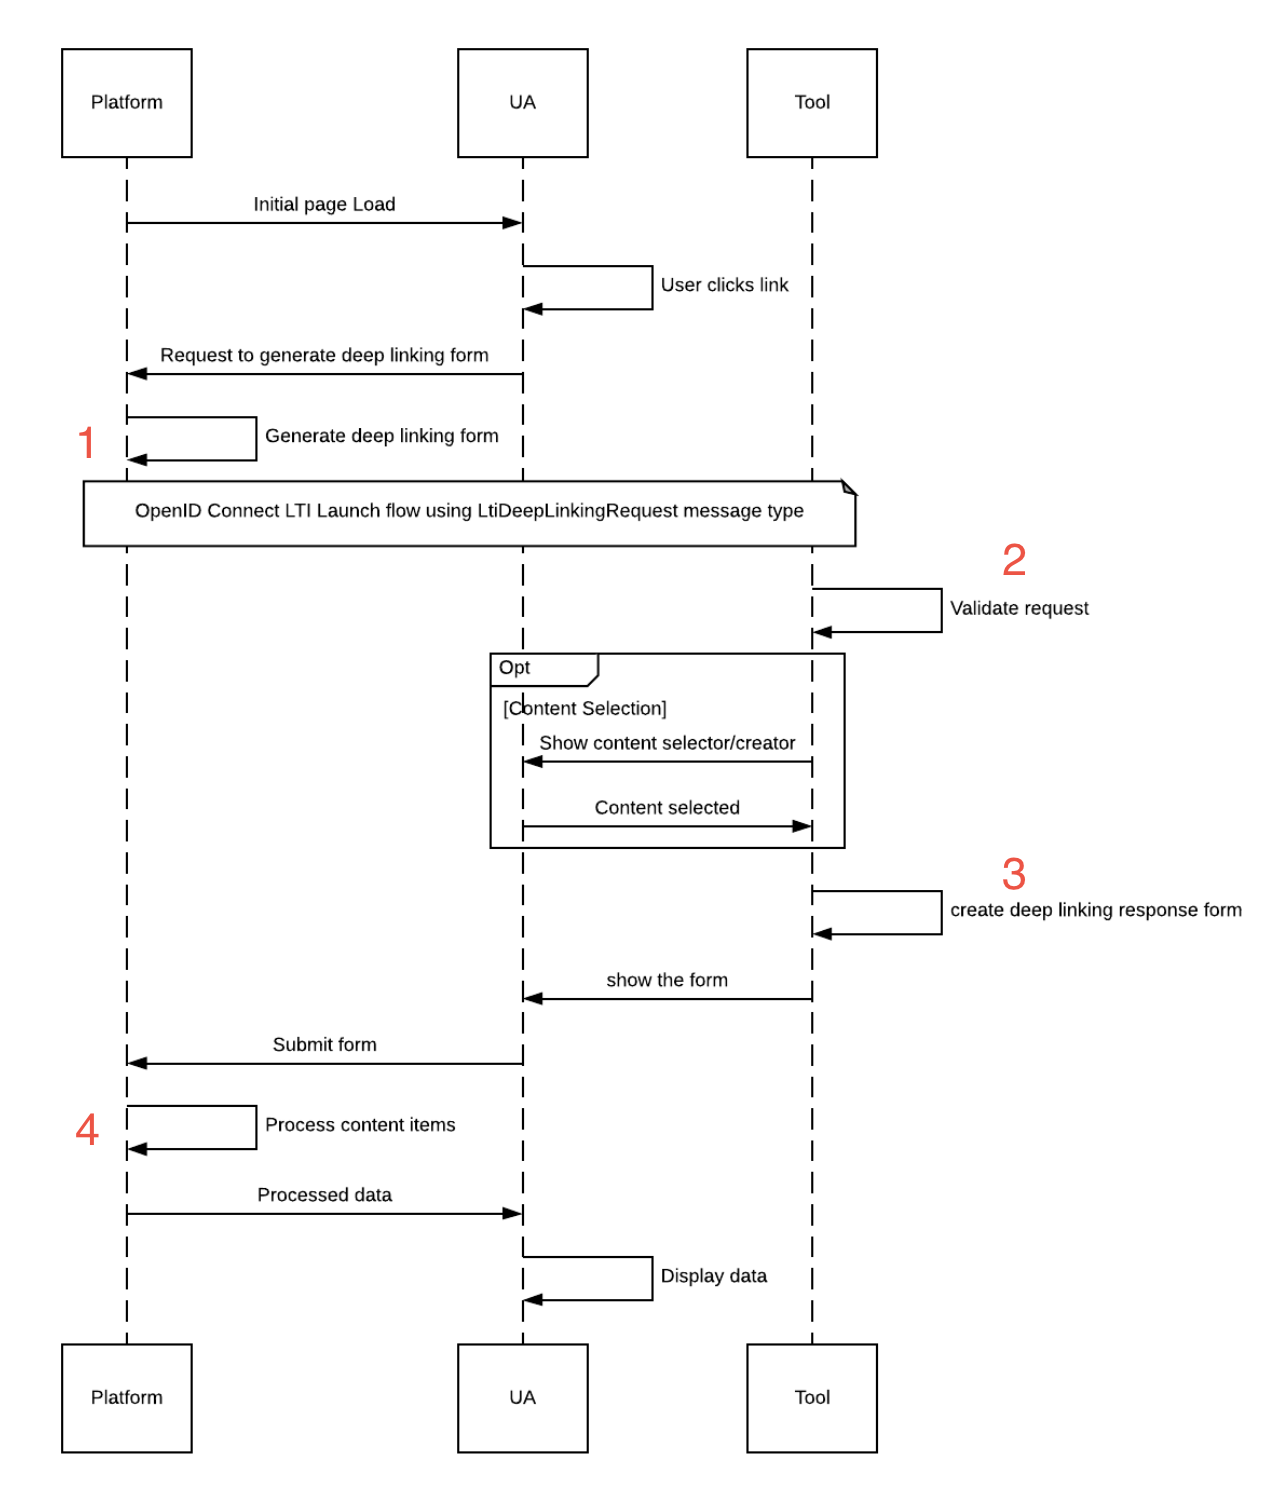 Platform
UA
Tool
Initial page Load
User clicks link
Request to generate deep linking form
1
Generate deep linking form
OpenID Connect LTI Launch flow using LtiDeepLinkingRequest message type
2
Validate request
Opt
[Content Selection]
Show content selector/creator
Content selected
3
create deep linking response form
show the form
Submit form
4
Process content items
Processed data
Display data
Platform
UA
Tool